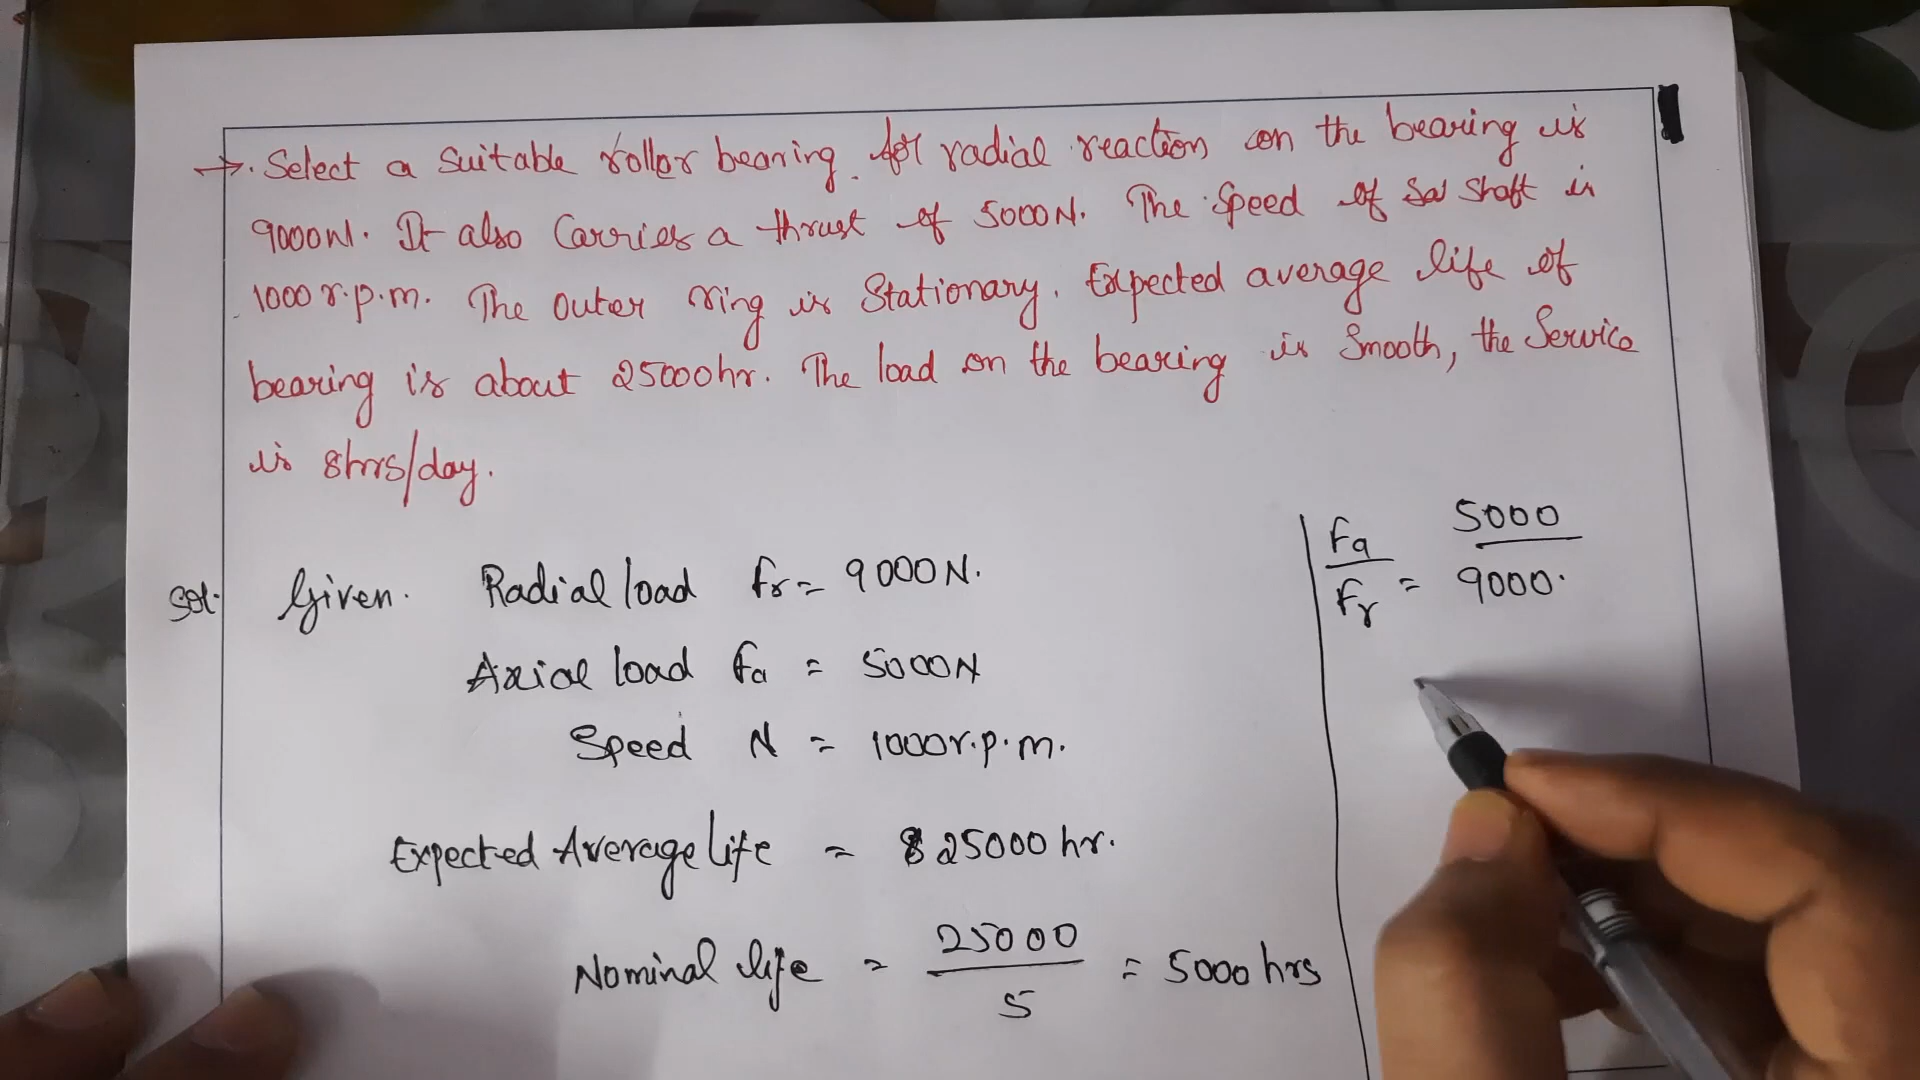 →. Select a suitable roller bearing. for radial reaction on the bearing is
9000N. It also carries a thrust of 5000N. The speed of shaft is
1000 r.p.m. The outer ring is stationary. Expected average life of
bearing is about 25000hr. The load on the bearing is smooth, the service
is 8hrs/day.
Sol. Given. Radial load Fr = 9000N.
Axial load Fa = 5000N
Speed N = 1000r.p.m.
Expected Average life = 25000 hr.
Nominal life = 25000 / 5 = 5000 hrs
Fa / Fr = 5000 / 9000.